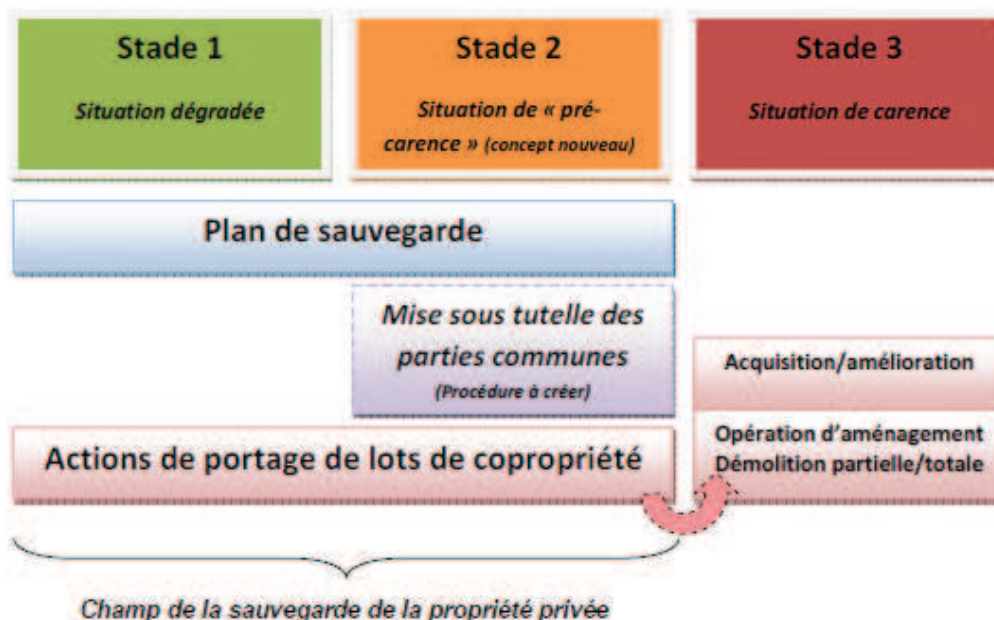 Stade 1
Situation dégradée
Stade 2
Situation de « pré-
carence » (concept nouveau)
Stade 3
Situation de carence
Plan de sauvegarde
Mise sous tutelle des
parties communes
(Procédure à créer)
Acquisition/amélioration
Actions de portage de lots de copropriété
Opération d’aménagement
Démolition partielle/totale
Champ de la sauvegarde de la propriété privée